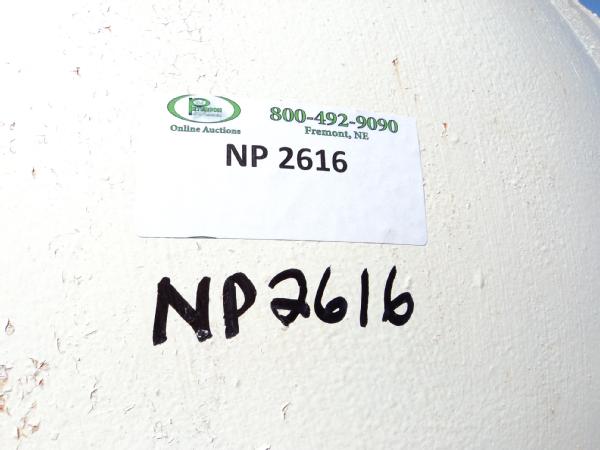 800-492-9090
Online Auctions
Fremont, NE
NP 2616
NP2616